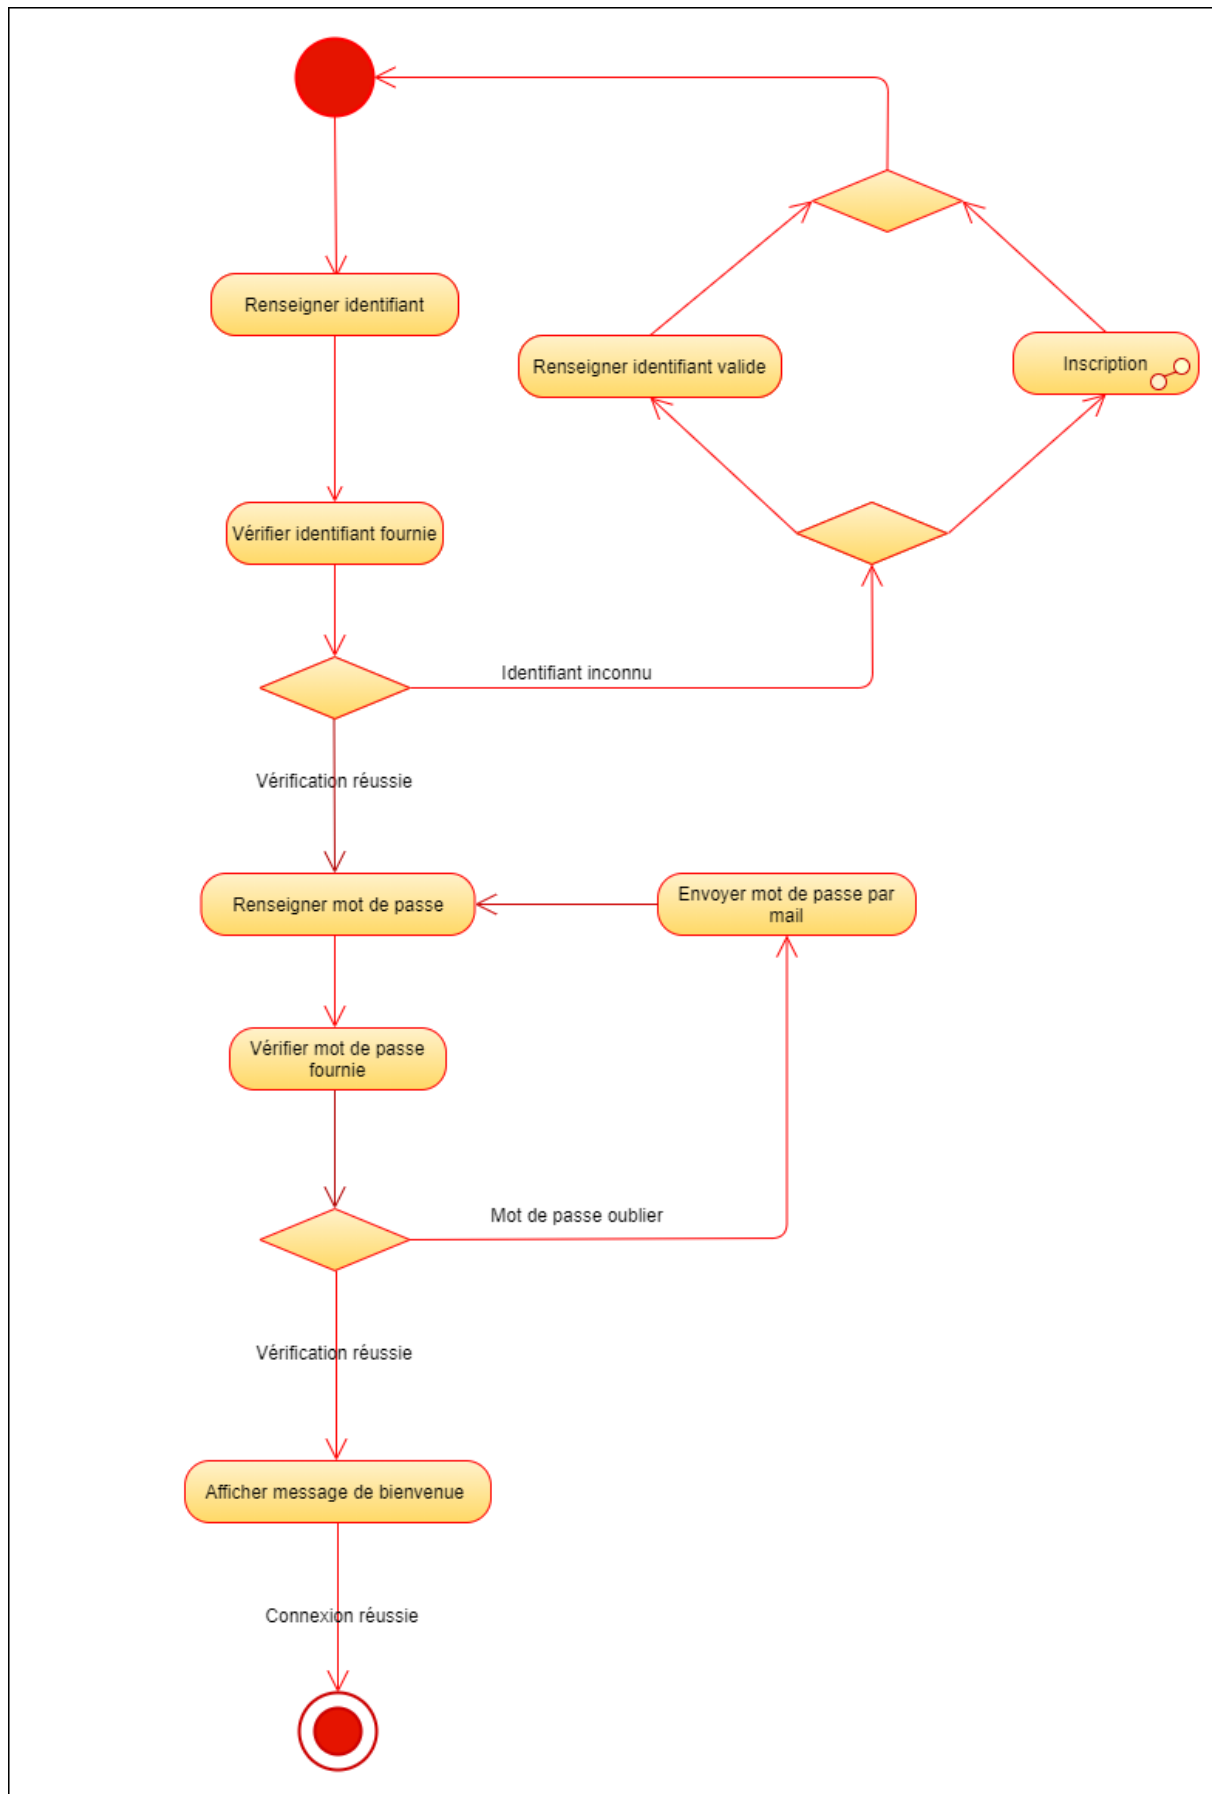 Renseigner identifiant
Renseigner identifiant valide
Inscription
Vérifier identifiant fournie
Identifiant inconnu
Vérification réussie
Renseigner mot de passe
Envoyer mot de passe par
mail
Vérifier mot de passe
fournie
Mot de passe oublier
Vérification réussie
Afficher message de bienvenue
Connexion réussie